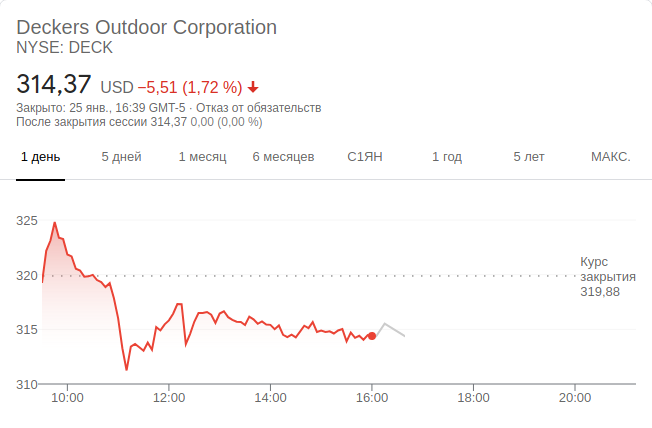 Deckers Outdoor Corporation
NYSE: DECK
314,37 USD −5,51 (1,72 %)
Закрыто: 25 янв., 16:39 GMT-5 · Отказ от обязательств
После закрытия сессии 314,37 0,00 (0,00 %)
1 день 5 дней 1 месяц 6 месяцев С1ЯН 1 год 5 лет МАКС.
325
320
315
310
Курс
закрытия
319,88
10:00 12:00 14:00 16:00 18:00 20:00